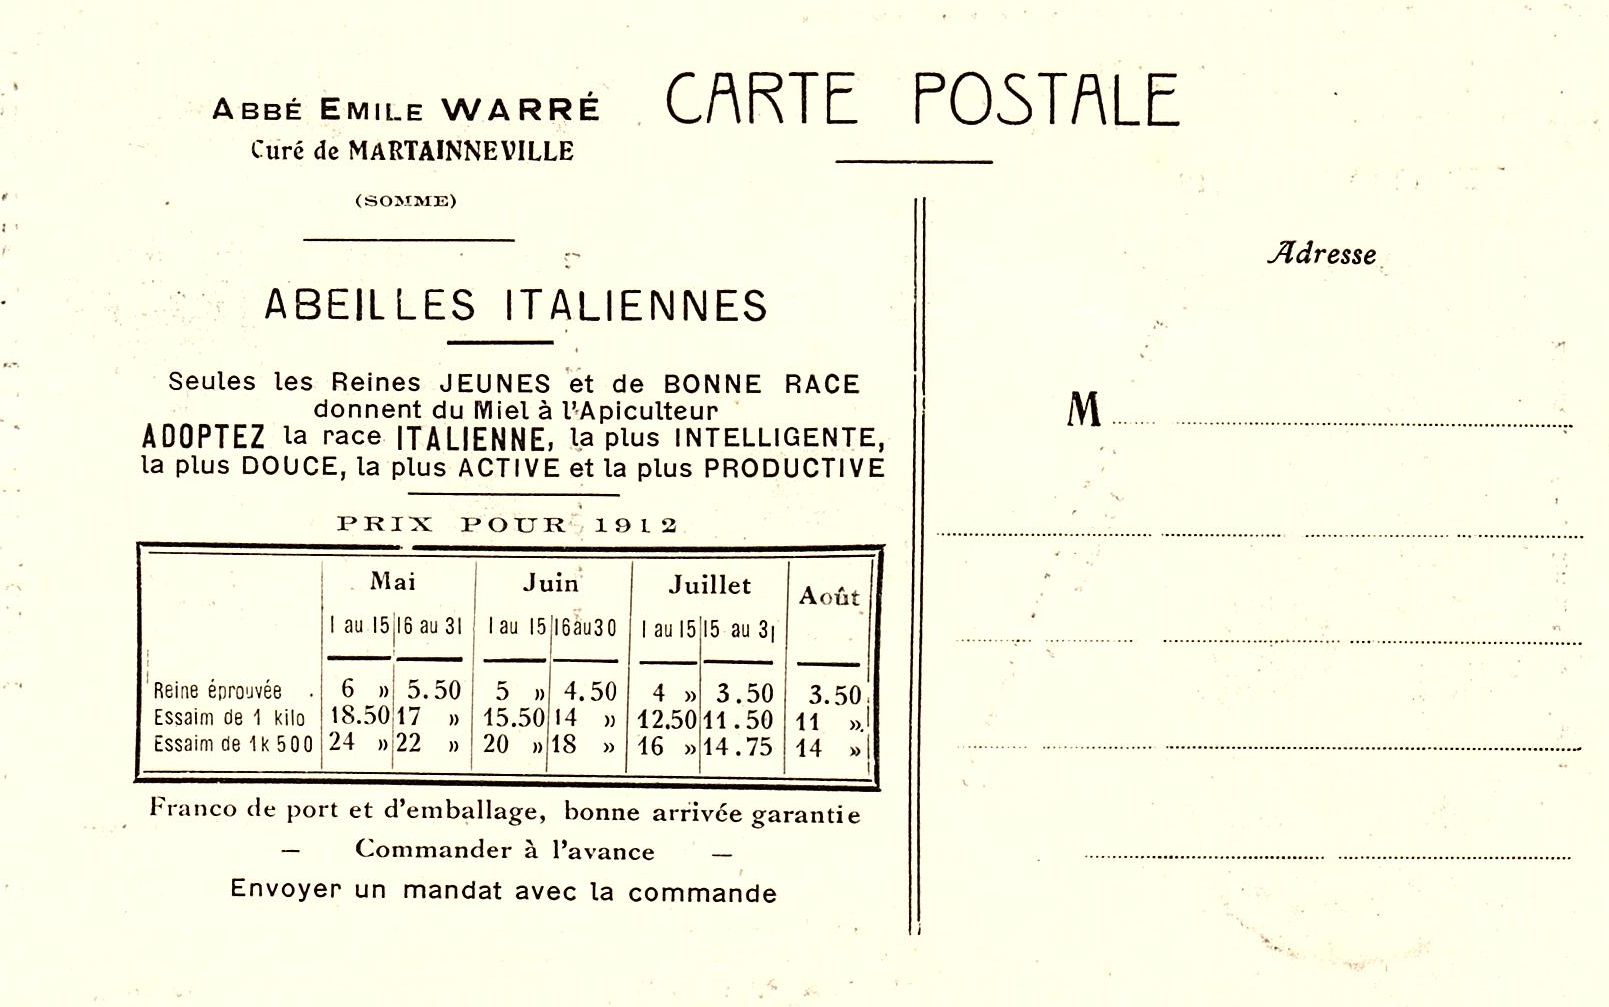 ABBÉ EMILE WARRÉ
Curé de MARTAINNEVILLE
(SOMME)
CARTE POSTALE
ABEILLES ITALIENNES
Seules les Reines JEUNES et de BONNE RACE
donnent du Miel à l'Apiculteur
ADOPTEZ la race ITALIENNE, la plus INTELLIGENTE,
la plus DOUCE, la plus ACTIVE et la plus PRODUCTIVE
PRIX POUR 1912
Mai Juin Juillet Août
1 au 15 16 au 31 1 au 15 16 au 30 1 au 15 15 au 31
Reine éprouvée . 6 » 5.50 5 » 4.50 4 » 3.50 3.50
Essaim de 1 kilo 18.50 17 » 15.50 14 » 12.50 11.50 11 »
Essaim de 1k500 24 » 22 » 20 » 18 » 16 » 14.75 14 »
Franco de port et d'emballage, bonne arrivée garantie
— Commander à l'avance —
Envoyer un mandat avec la commande
Adresse
M